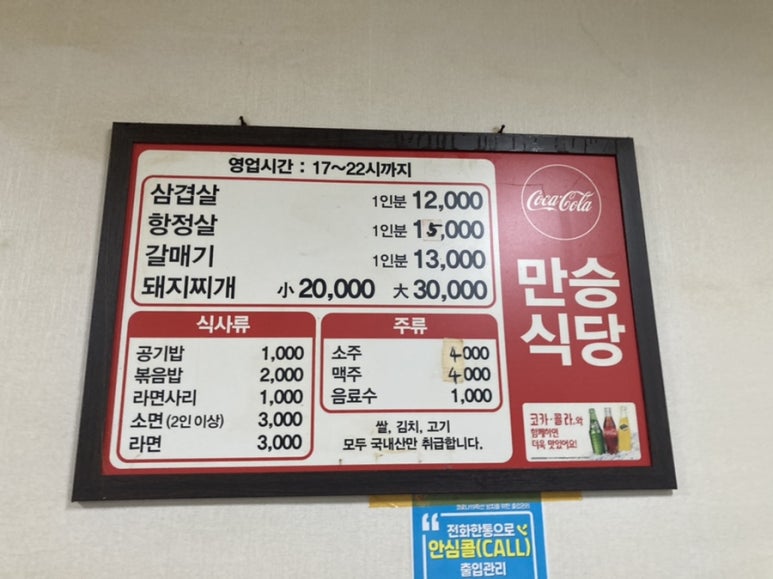 영업시간 : 17~22시까지
삼겹살 1인분 12,000
항정살 1인분 15,000
갈매기 1인분 13,000
돼지찌개 小 20,000 大 30,000
식사류
공기밥 1,000
볶음밥 2,000
라면사리 1,000
소면 (2인 이상) 3,000
라면 3,000
주류
소주 4000
맥주 4000
음료수 1,000
쌀, 김치, 고기
모두 국내산만 취급합니다.
Coca-Cola
만승
식당
코카·콜라와
함께하면
더욱 맛있어요!
전화한통으로
안심콜(CALL)
출입관리